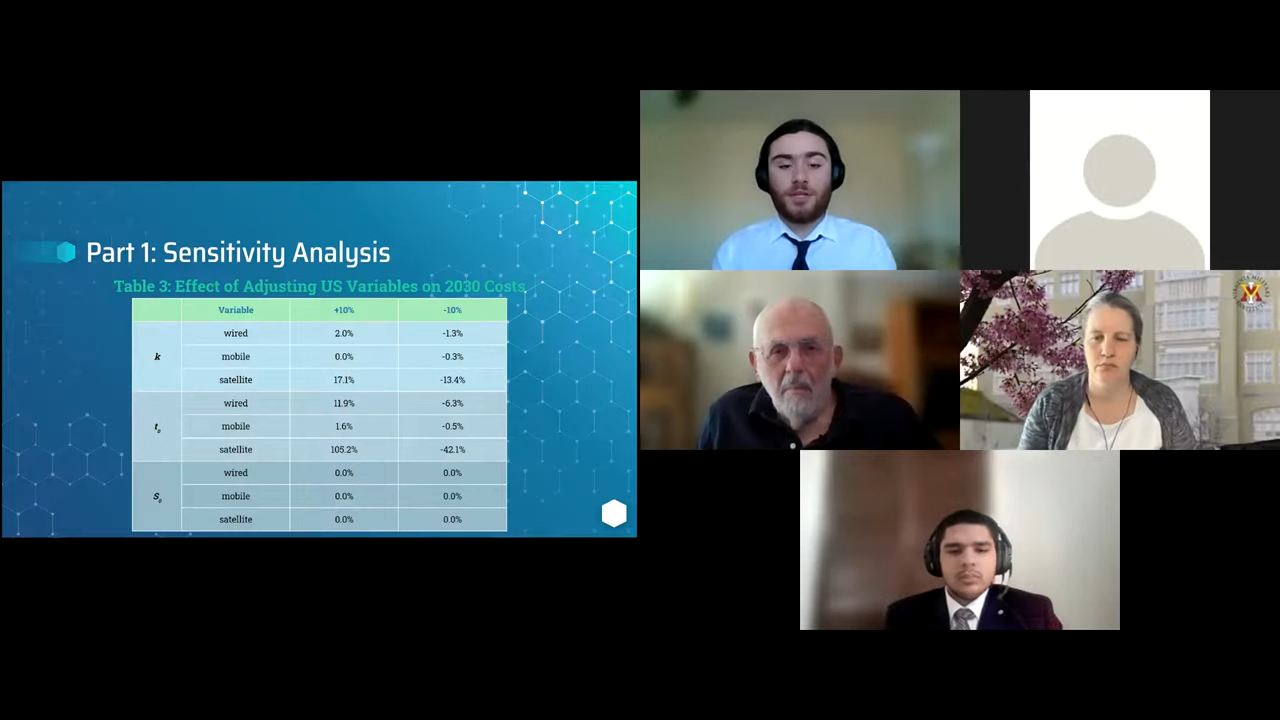 Part 1: Sensitivity Analysis
Table 3: Effect of Adjusting US Variables on 2030 Costs
Variable +10% -10%
wired 2.0% -1.3%
k mobile 0.0% -0.3%
satellite 17.1% -13.4%
wired 11.9% -6.3%
t₀ mobile 1.6% -0.5%
satellite 105.2% -42.1%
wired 0.0% 0.0%
S₀ mobile 0.0% 0.0%
satellite 0.0% 0.0%